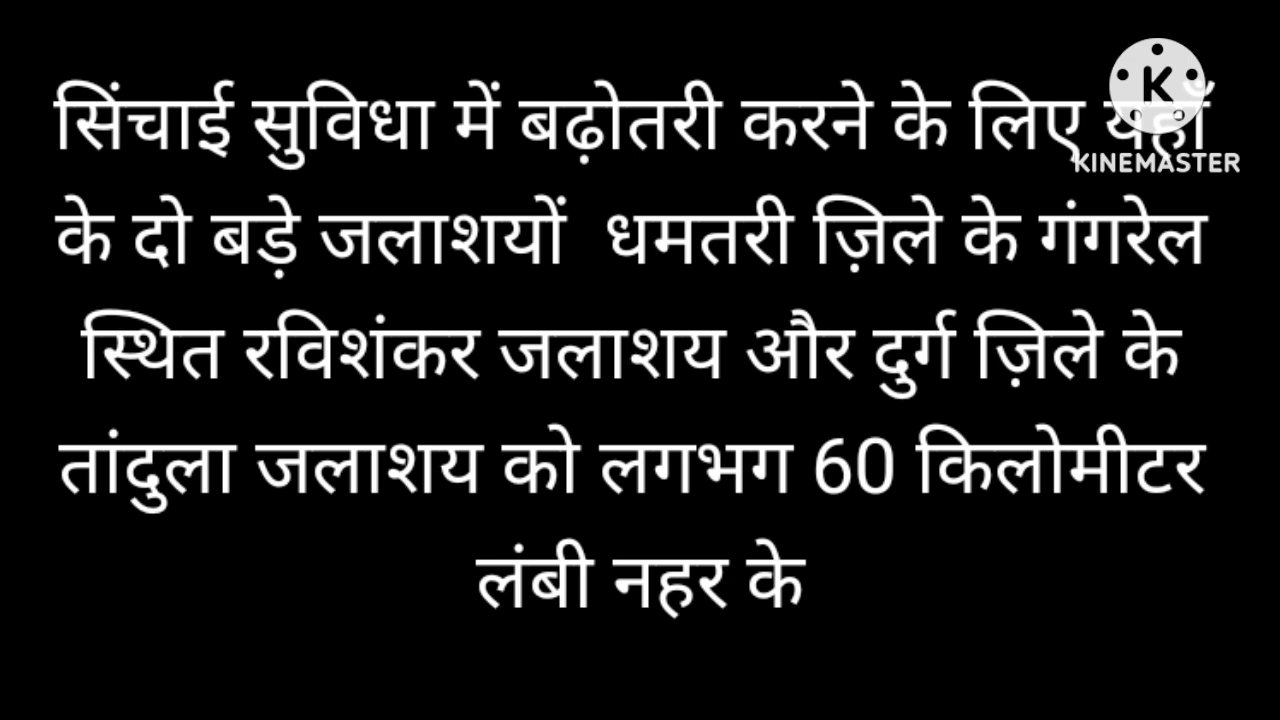 सिंचाई सुविधा में बढ़ोतरी करने के लिए यहाँ
के दो बड़े जलाशयों धमतरी ज़िले के गंगरेल
स्थित रविशंकर जलाशय और दुर्ग ज़िले के
तांदुला जलाशय को लगभग 60 किलोमीटर
लंबी नहर के
K
KINEMASTER